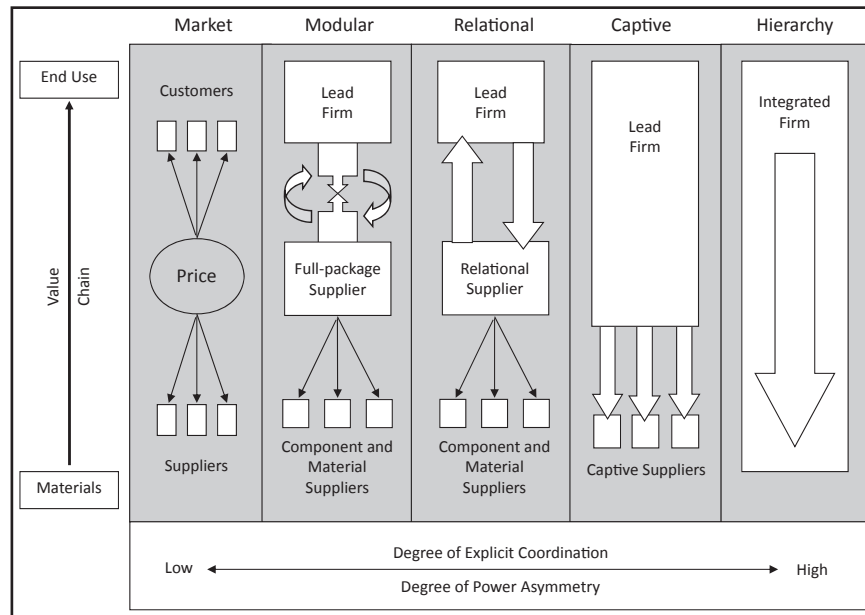 Market
Modular
Relational
Captive
Hierarchy
End Use
Value
Chain
Materials
Customers
Price
Suppliers
Lead
Firm
Full-package
Supplier
Component and
Material
Suppliers
Lead
Firm
Relational
Supplier
Component and
Material
Suppliers
Lead
Firm
Captive Suppliers
Integrated
Firm
Degree of Explicit Coordination
Low
High
Degree of Power Asymmetry